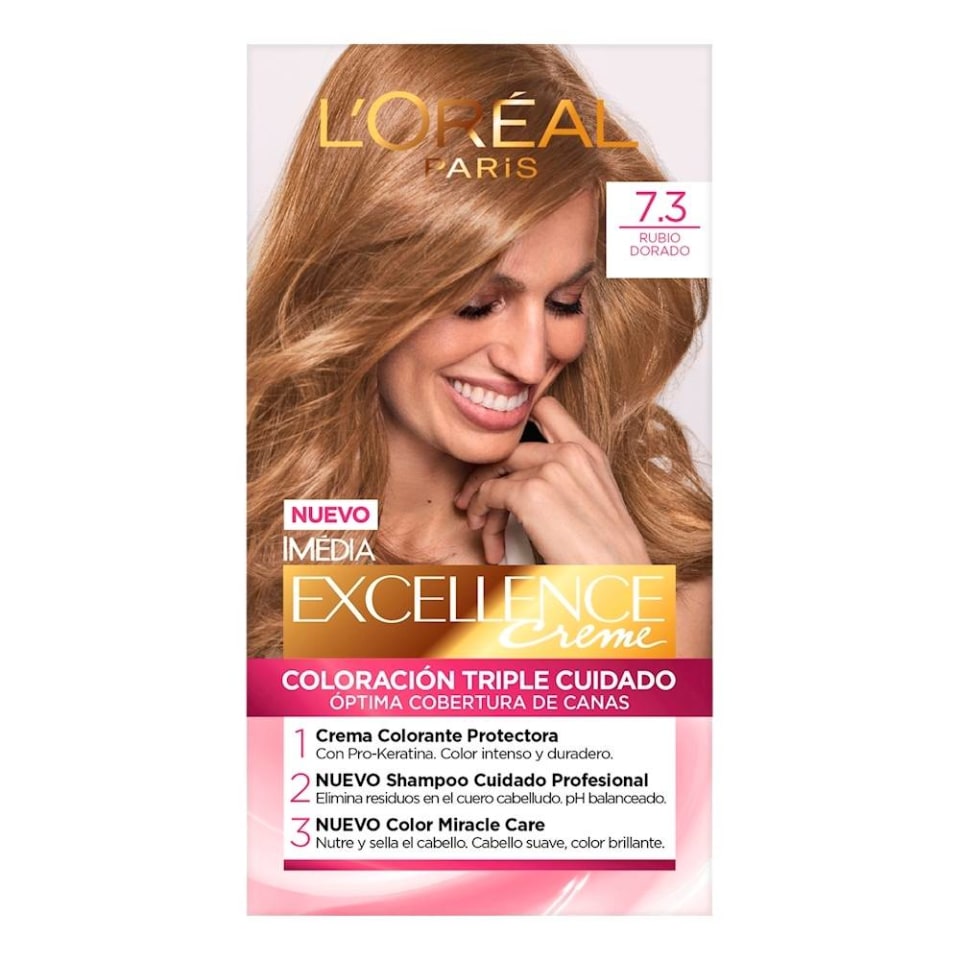 L'ORÉAL
PARiS
7.3
RUBIO
DORADO
NUEVO
IMÉDIA
EXCELLENCE
Creme
COLORACIÓN TRIPLE CUIDADO
ÓPTIMA COBERTURA DE CANAS
1 Crema Colorante Protectora
Con Pro-Keratina. Color intenso y duradero.
2 NUEVO Shampoo Cuidado Profesional
Elimina residuos en el cuero cabelludo. pH balanceado.
3 NUEVO Color Miracle Care
Nutre y sella el cabello. Cabello suave, color brillante.